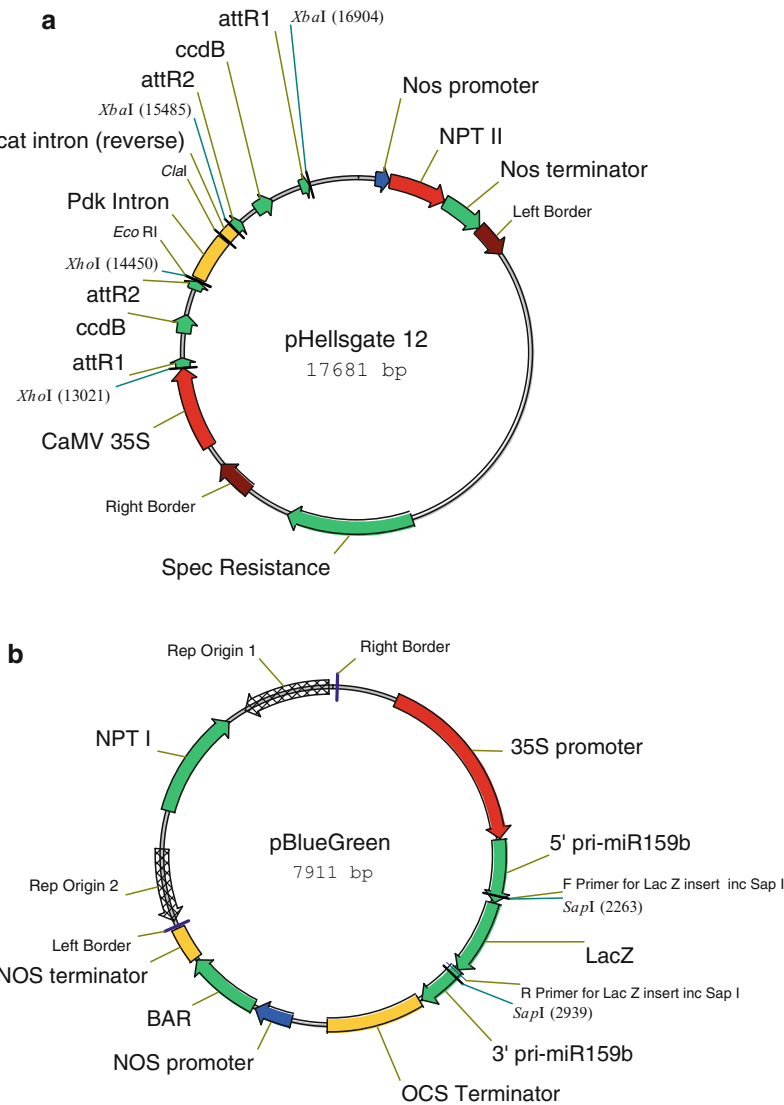 a
attR1
XbaI (16904)
ccdB
attR2
XbaI (15485)
cat intron (reverse)
ClaI
Pdk Intron
Eco RI
XhoI (14450)
attR2
ccdB
attR1
XhoI (13021)
CaMV 35S
Right Border
Spec Resistance
Nos promoter
NPT II
Nos terminator
Left Border
pHellsgate 12
17681 bp
b
Rep Origin 1
Right Border
NPT I
35S promoter
pBlueGreen
7911 bp
5' pri-miR159b
F Primer for Lac Z insert inc Sap I
SapI (2263)
LacZ
R Primer for Lac Z insert inc Sap I
SapI (2939)
3' pri-miR159b
OCS Terminator
NOS promoter
BAR
NOS terminator
Left Border
Rep Origin 2